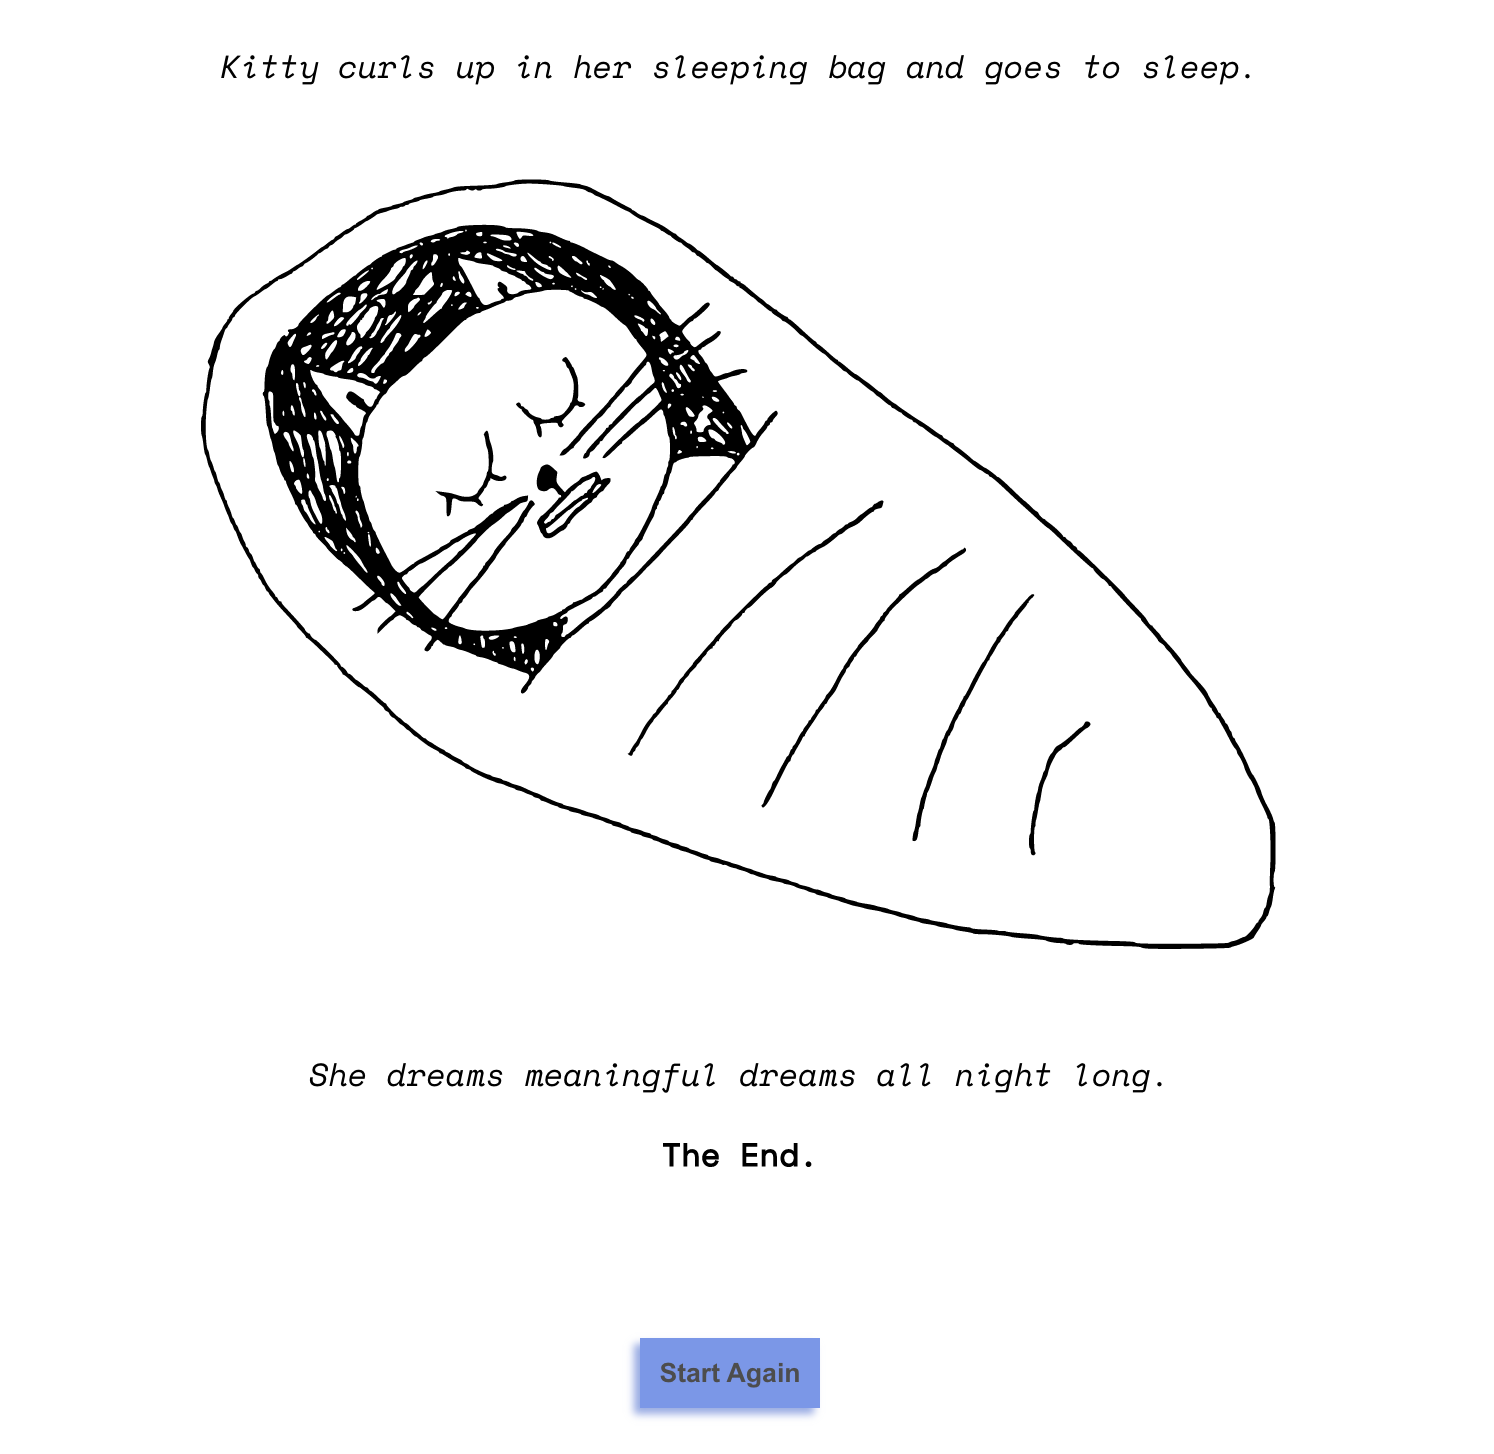 Kitty curls up in her sleeping bag and goes to sleep.
She dreams meaningful dreams all night long.
The End.
Start Again